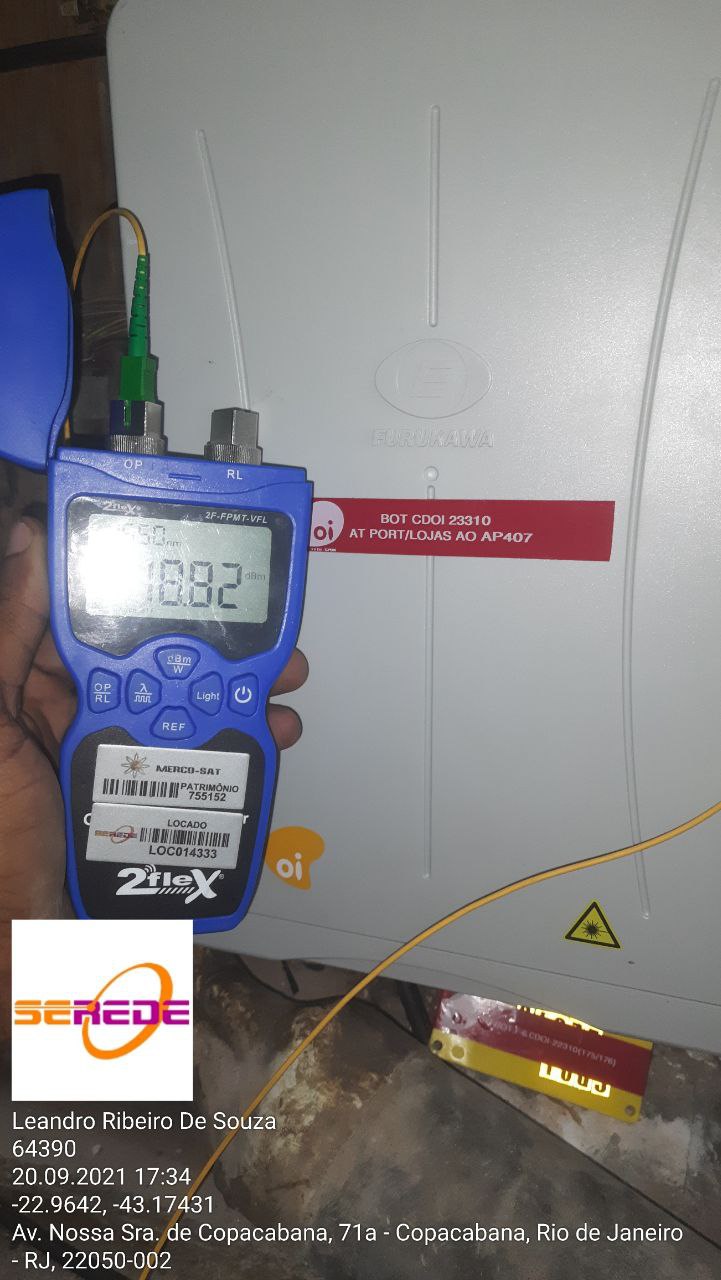 FURUKAWA
OP
RL
2flex
2F-FPMT-VFL
nm
18.82
dBm
oi
BOT CDOI 23310
AT PORT/LOJAS AO AP407
dBm
W
OP
RL
λ
Light
REF
MERCO-SAT
PATRIMÔNIO
755152
LOCADO
SEREDE
LOC014333
2fleX
oi
SEREDE
Leandro Ribeiro De Souza
64390
20.09.2021 17:34
-22.9642, -43.17431
Av. Nossa Sra. de Copacabana, 71a - Copacabana, Rio de Janeiro
- RJ, 22050-002